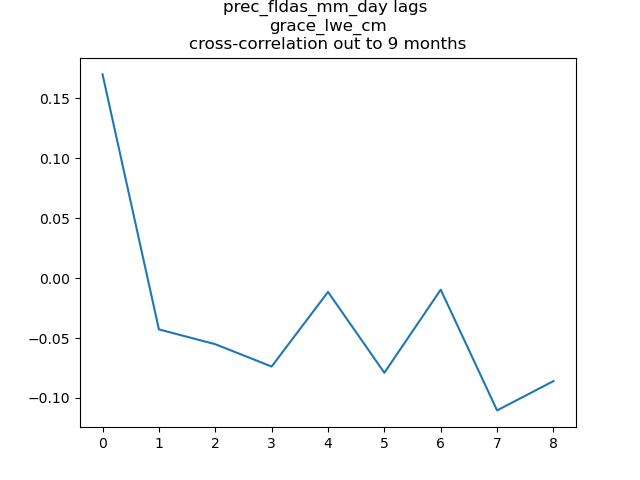 prec_fldas_mm_day lags
grace_lwe_cm
cross-correlation out to 9 months
0.15
0.10
0.05
0.00
−0.05
−0.10
0 1 2 3 4 5 6 7 8